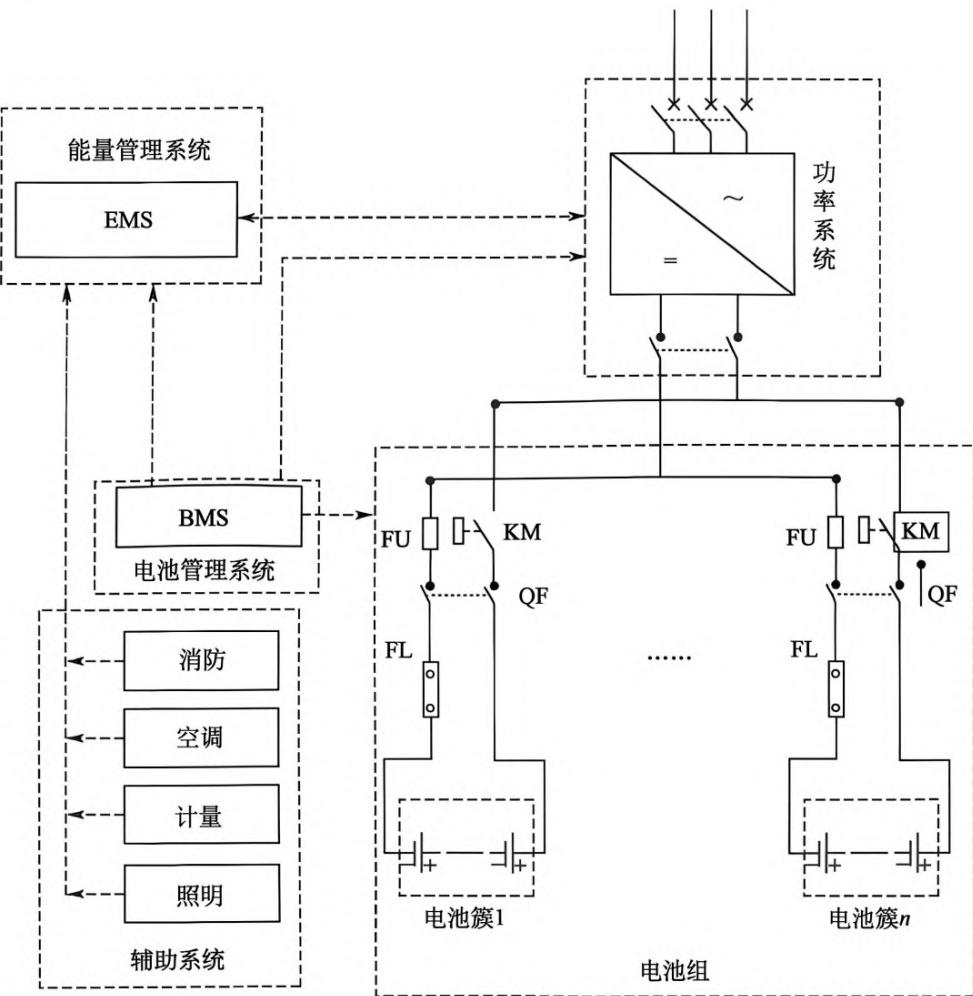 能量管理系统
EMS
功率系统
~
=
BMS
电池管理系统
FU
KM
QF
FL
FU
KM
QF
FL
……
消防
空调
计量
照明
辅助系统
电池簇1
电池簇n
电池组